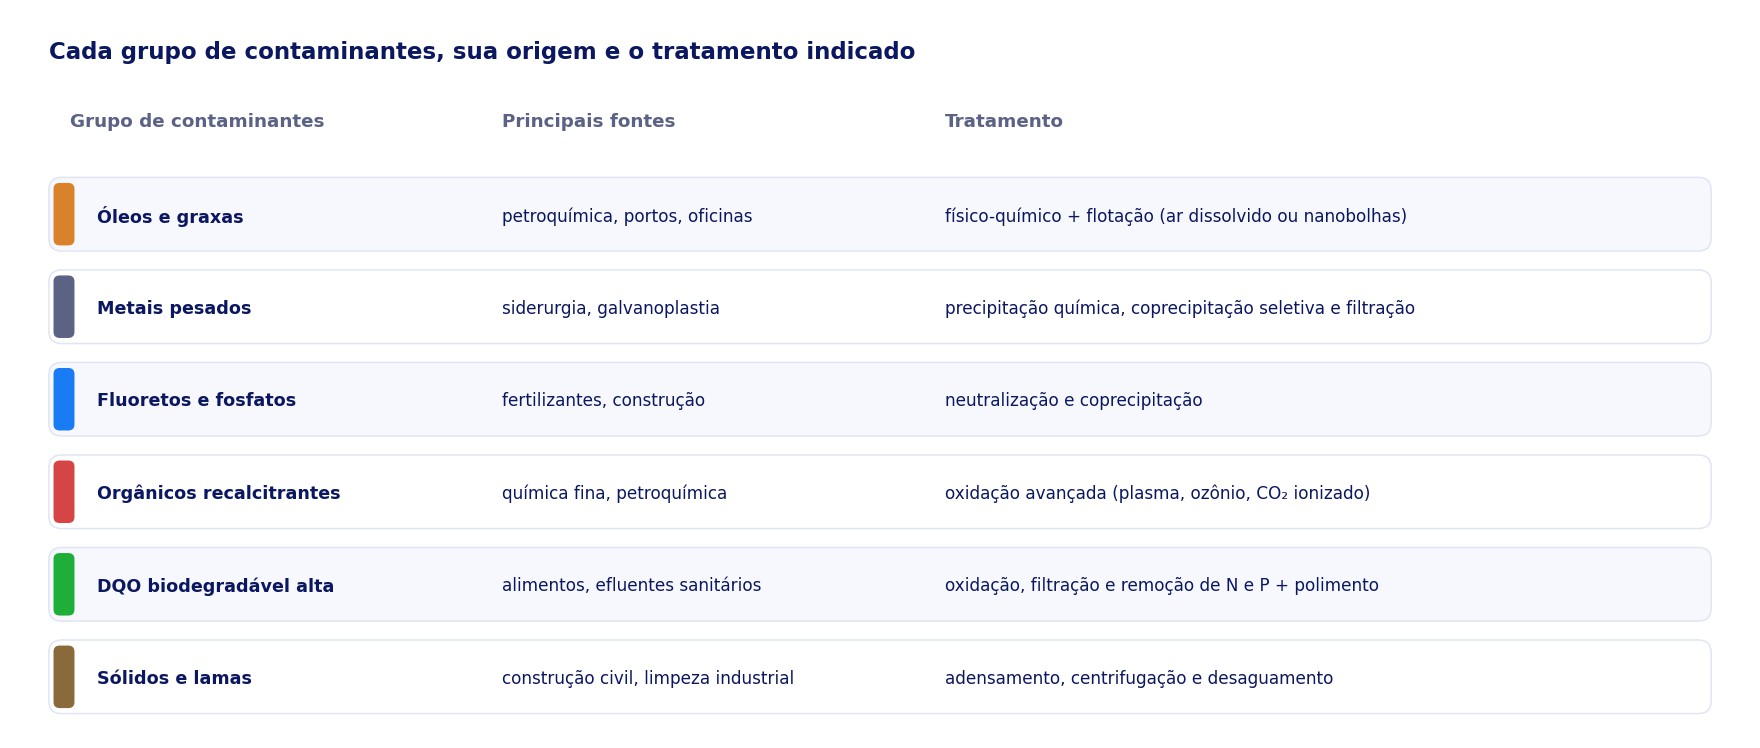 Cada grupo de contaminantes, sua origem e o tratamento indicado
Grupo de contaminantes Principais fontes Tratamento
Óleos e graxas petroquímica, portos, oficinas físico-químico + flotação (ar dissolvido ou nanobolhas)
Metais pesados siderurgia, galvanoplastia precipitação química, coprecipitação seletiva e filtração
Fluoretos e fosfatos fertilizantes, construção neutralização e coprecipitação
Orgânicos recalcitrantes química fina, petroquímica oxidação avançada (plasma, ozônio, CO₂ ionizado)
DQO biodegradável alta alimentos, efluentes sanitários oxidação, filtração e remoção de N e P + polimento
Sólidos e lamas construção civil, limpeza industrial adensamento, centrifugação e desaguamento